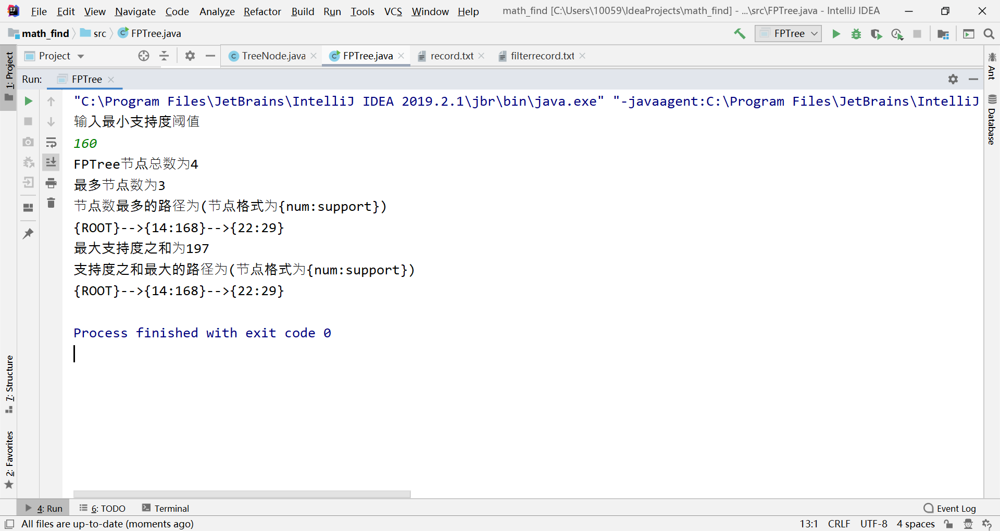 File Edit View Navigate Code Analyze Refactor Build Run Tools VCS Window Help math_find [C:\Users\10059\IdeaProjects\math_find] - ...\src\FPTree.java - IntelliJ IDEA
math_find src FPTree.java FPTree
Project TreeNode.java FPTree.java record.txt filterrecord.txt
1: Project
Ant
Run: FPTree
"C:\Program Files\JetBrains\IntelliJ IDEA 2019.2.1\jbr\bin\java.exe" "-javaagent:C:\Program Files\JetBrains\IntelliJ
Database
输入最小支持度阈值
160
FPTree节点总数为4
最多节点数为3
节点数最多的路径为(节点格式为{num:support})
{ROOT}-->{14:168}-->{22:29}
最大支持度之和为197
支持度之和最大的路径为(节点格式为{num:support})
{ROOT}-->{14:168}-->{22:29}
Process finished with exit code 0
7: Structure
2: Favorites
4: Run 6: TODO Terminal Event Log
All files are up-to-date (moments ago) 13:1 CRLF UTF-8 4 spaces